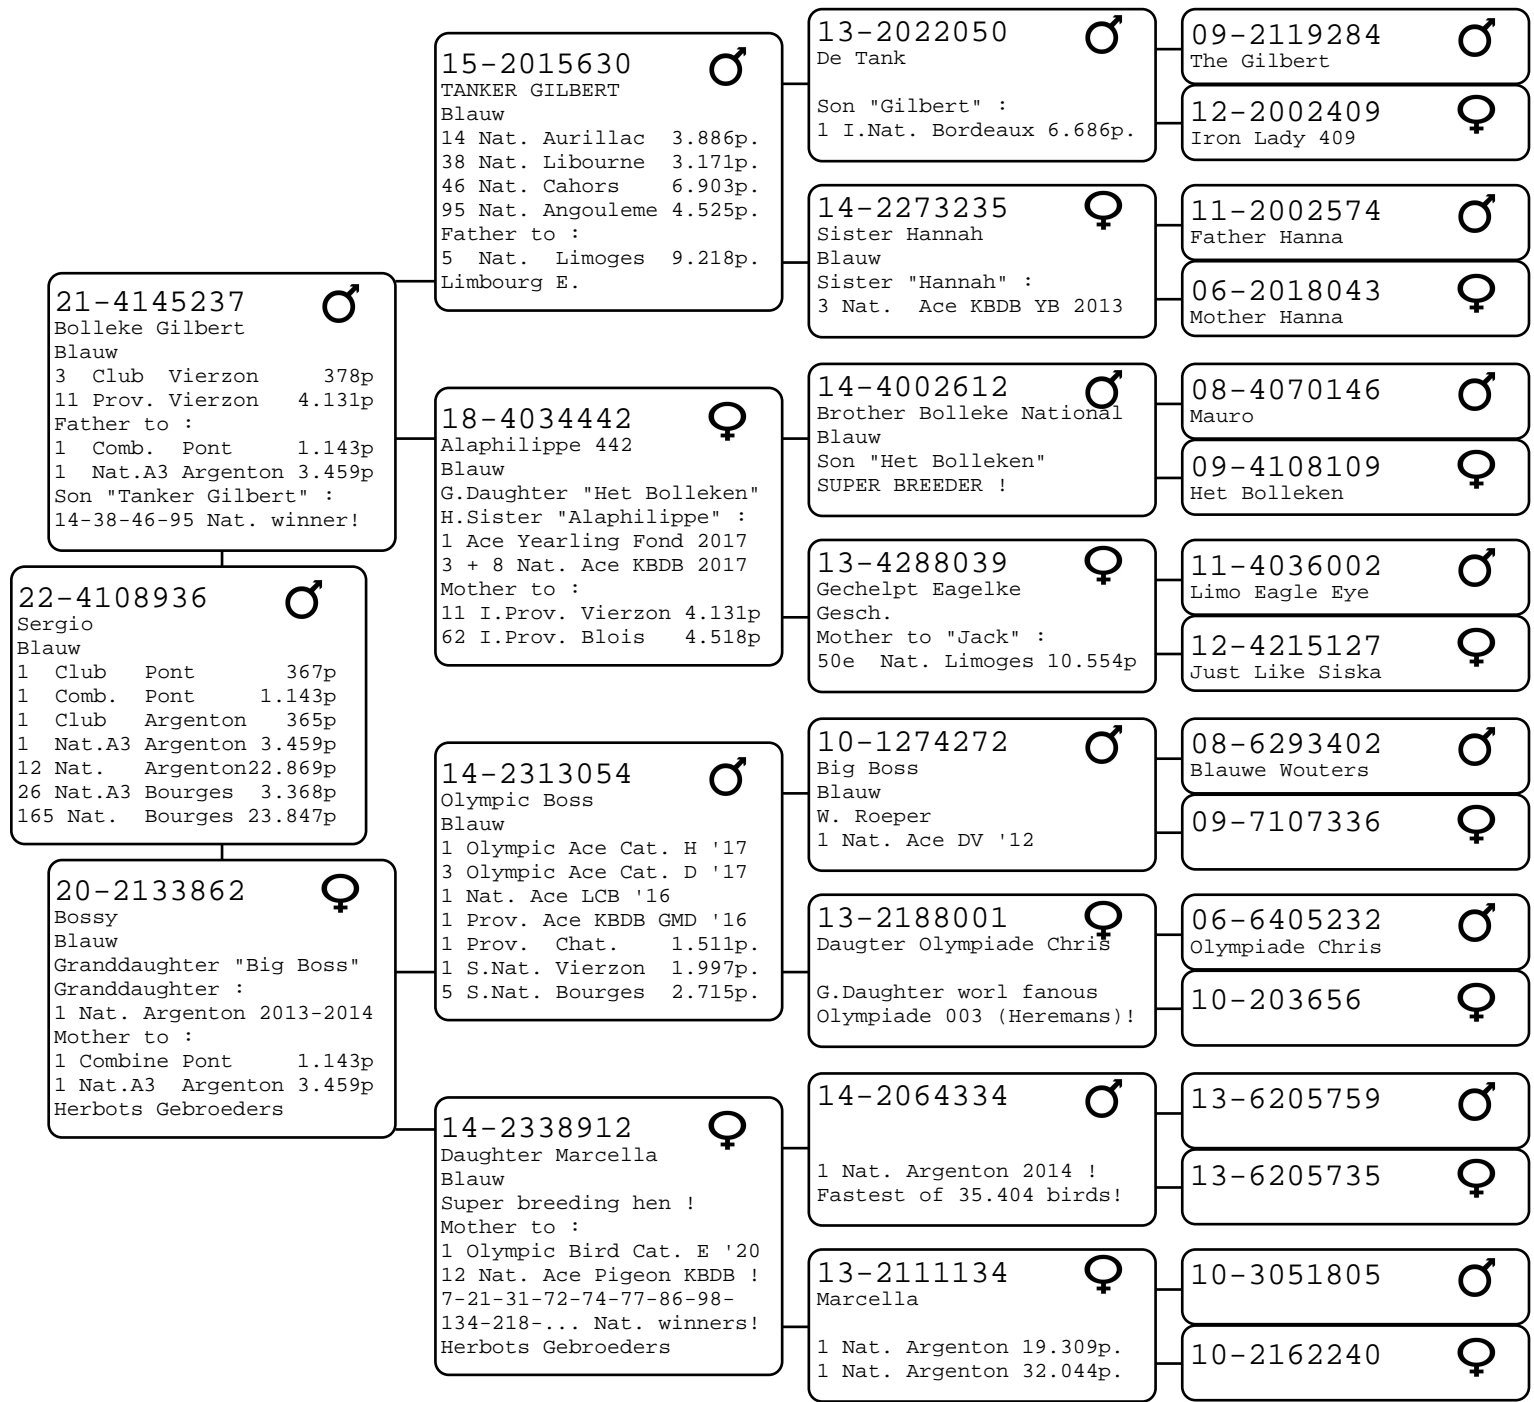 21-4145237
Bolleke Gilbert
Blauw
3  Club  Vierzon     378p
11 Prov. Vierzon   4.131p
Father to :
1  Comb.  Pont     1.143p
1  Nat.A3 Argenton 3.459p
Son "Tanker Gilbert" :
14-38-46-95 Nat. winner!
22-4108936
Sergio
Blauw
1  Club   Pont       367p
1  Comb.  Pont     1.143p
1  Club   Argenton   365p
1  Nat.A3 Argenton 3.459p
12 Nat.   Argenton22.869p
26 Nat.A3 Bourges  3.368p
165 Nat.  Bourges 23.847p
20-2133862
Bossy
Blauw
Granddaughter "Big Boss"
Granddaughter :
1 Nat. Argenton 2013-2014
Mother to :
1 Combine Pont     1.143p
1 Nat.A3  Argenton 3.459p
Herbots Gebroeders
15-2015630
TANKER GILBERT
Blauw
14 Nat. Aurillac  3.886p.
38 Nat. Libourne  3.171p.
46 Nat. Cahors    6.903p.
95 Nat. Angouleme 4.525p.
Father to :
5  Nat.  Limoges  9.218p.
Limbourg E.
18-4034442
Alaphilippe 442
Blauw
G.Daughter "Het Bolleken"
H.Sister "Alaphilippe" :
1 Ace Yearling Fond 2017
3 + 8 Nat. Ace KBDB 2017
Mother to :
11 I.Prov. Vierzon 4.131p
62 I.Prov. Blois   4.518p
14-2313054
Olympic Boss
Blauw
1 Olympic Ace Cat. H '17
3 Olympic Ace Cat. D '17
1 Nat. Ace LCB '16
1 Prov. Ace KBDB GMD '16
1 Prov.  Chat.    1.511p.
1 S.Nat. Vierzon  1.997p.
5 S.Nat. Bourges  2.715p.
14-2338912
Daughter Marcella
Blauw
Super breeding hen !
Mother to :
1 Olympic Bird Cat. E '20
12 Nat. Ace Pigeon KBDB !
7-21-31-72-74-77-86-98-
134-218-... Nat. winners!
Herbots Gebroeders
13-2022050
De Tank
Son "Gilbert" :
1 I.Nat. Bordeaux 6.686p.
14-2273235
Sister Hannah
Blauw
Sister "Hannah" :
3 Nat.  Ace KBDB YB 2013
14-4002612
Brother Bolleke National
Blauw
Son "Het Bolleken"
SUPER BREEDER !
13-4288039
Gechelpt Eagelke
Gesch.
Mother to "Jack" :
50e  Nat. Limoges 10.554p
10-1274272
Big Boss
Blauw
W. Roeper
1 Nat. Ace DV '12
13-2188001
Daugter Olympiade Chris
G.Daughter worl fanous
Olympiade 003 (Heremans)!
14-2064334
1 Nat. Argenton 2014 !
Fastest of 35.404 birds!
13-2111134
Marcella
1 Nat. Argenton 19.309p.
1 Nat. Argenton 32.044p.
09-2119284
The Gilbert
12-2002409
Iron Lady 409
11-2002574
Father Hanna
06-2018043
Mother Hanna
08-4070146
Mauro
09-4108109
Het Bolleken
11-4036002
Limo Eagle Eye
12-4215127
Just Like Siska
08-6293402
Blauwe Wouters
09-7107336
06-6405232
Olympiade Chris
10-203656
13-6205759
13-6205735
10-3051805
10-2162240